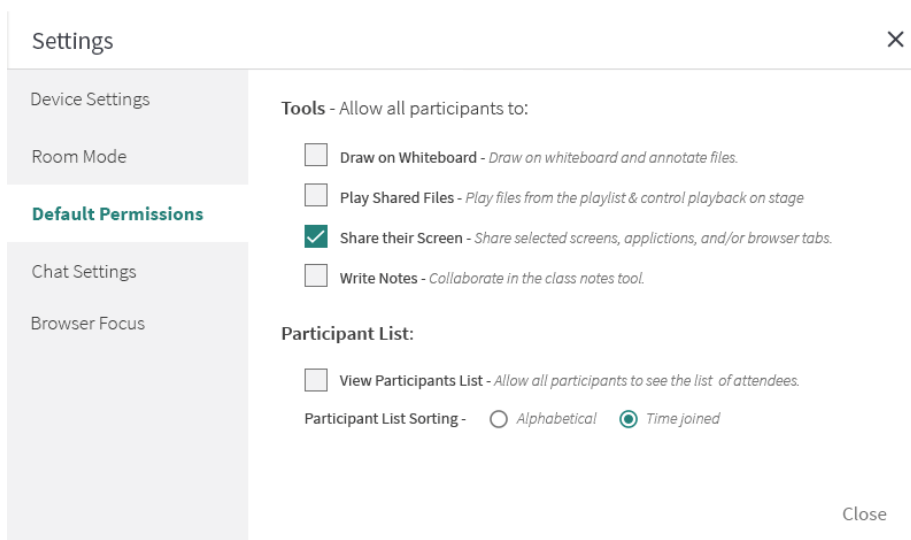 Settings
Device Settings
Room Mode
Default Permissions
Chat Settings
Browser Focus
Tools - Allow all participants to:
Draw on Whiteboard - Draw on whiteboard and annotate files.
Play Shared Files - Play files from the playlist & control playback on stage
Share their Screen - Share selected screens, applictions, and/or browser tabs.
Write Notes - Collaborate in the class notes tool.
Participant List:
View Participants List - Allow all participants to see the list of attendees.
Participant List Sorting - Alphabetical Time joined
Close